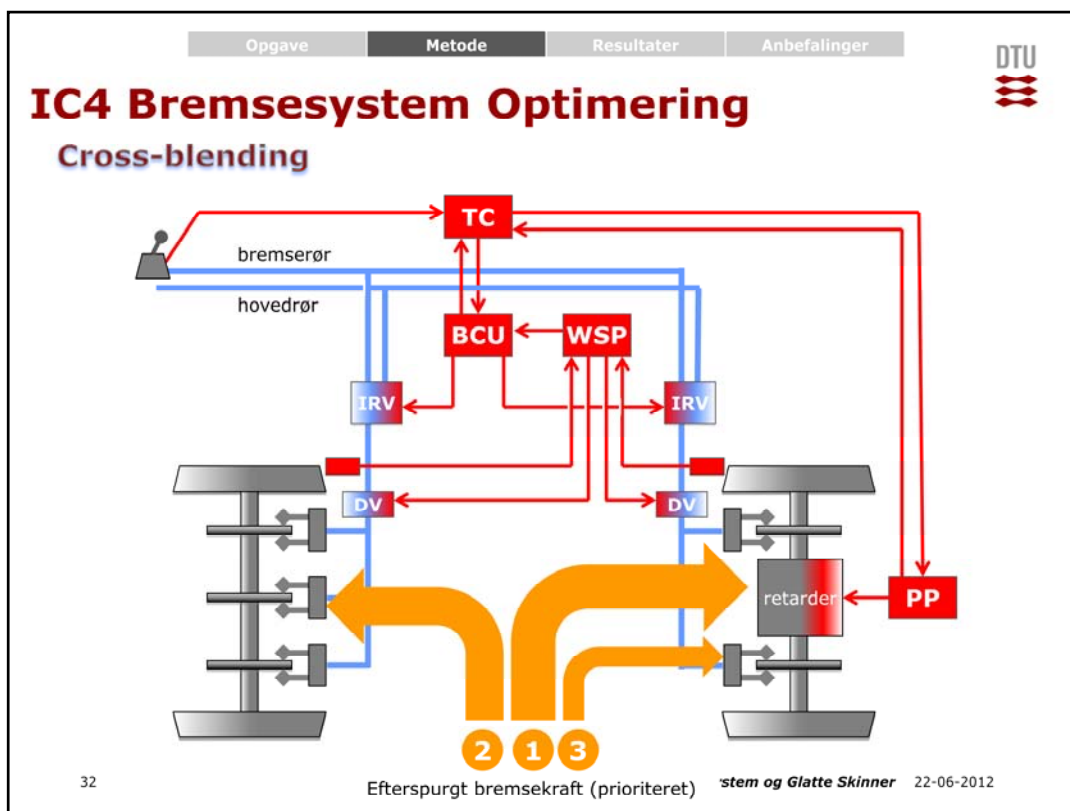 Opgave Metode Resultater Anbefalinger
DTU
IC4 Bremsesystem Optimering
Cross-blending
TC
bremserør
hovedrør
BCU WSP
IRV IRV
DV DV
retarder PP
2 1 3
32 Efterspurgt bremsekraft (prioriteret) stem og Glatte Skinner 22-06-2012